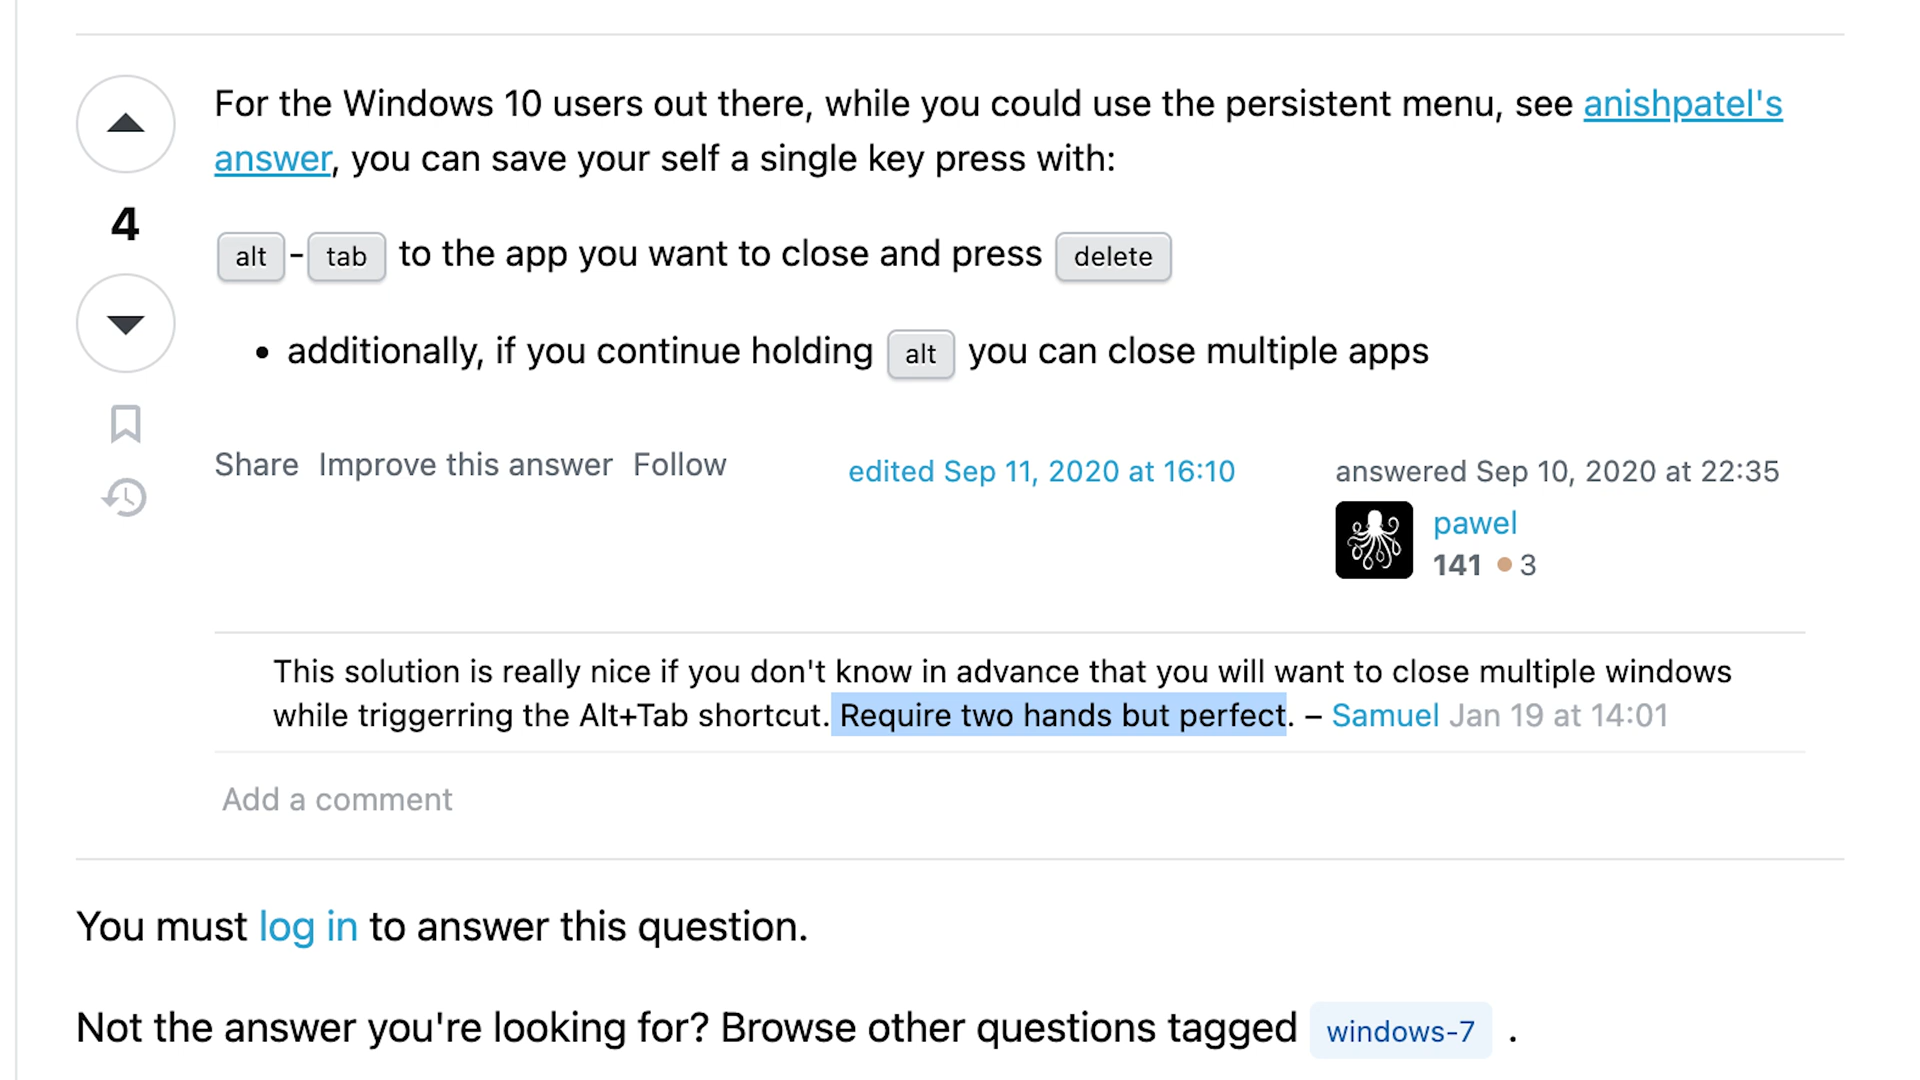 For the Windows 10 users out there, while you could use the persistent menu, see anishpatel's
answer, you can save your self a single key press with:
4
alt-tab to the app you want to close and press delete
• additionally, if you continue holding alt you can close multiple apps
Share Improve this answer Follow
edited Sep 11, 2020 at 16:10
answered Sep 10, 2020 at 22:35
pawel
141 ● 3
This solution is really nice if you don't know in advance that you will want to close multiple windows
while triggerring the Alt+Tab shortcut. Require two hands but perfect. – Samuel Jan 19 at 14:01
Add a comment
You must log in to answer this question.
Not the answer you're looking for? Browse other questions tagged windows-7 .